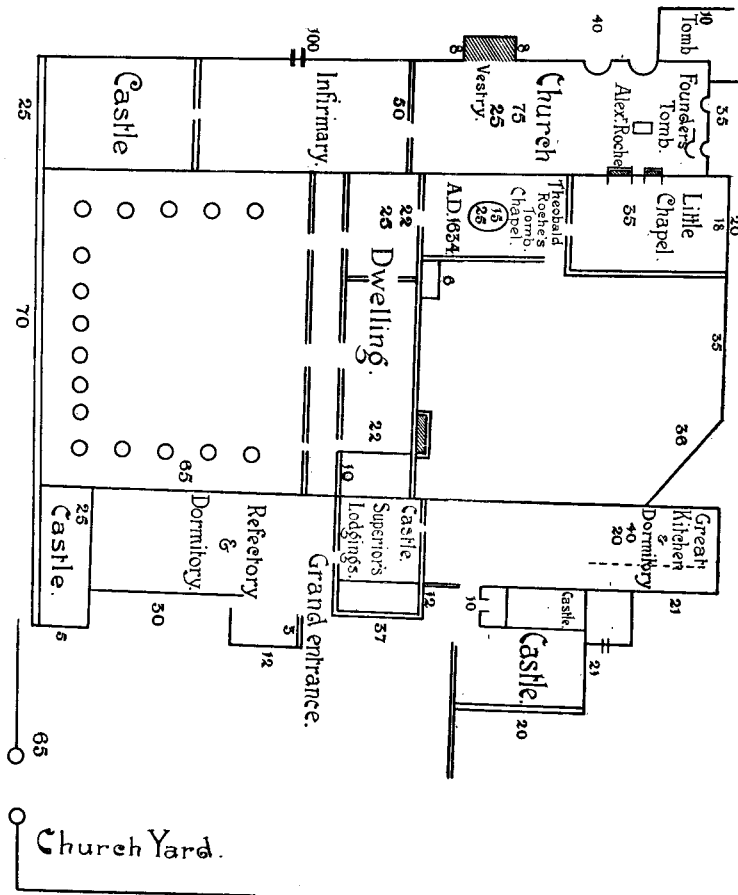 10
Tomb
40
Founders
Tomb.
Alex. Roche
35
Church
75
25
Vestry.
8
8
100
Infirmary.
50
Castle
25
Little
Chapel.
35
18
20
Theobald
Roche's
Tomb.
Chapel.
15
25
A.D. 1634.
6
22
25
Dwelling.
22
10
35
36
70
65
Refectory
&
Dormitory.
25
Castle.
5
30
12
3
Grand entrance.
Castle.
Superior's
Lodgings.
37
12
10
Castle.
Castle.
21
20
Great
Kitchen
&
Dormitory
40
20
21
65
Church Yard.